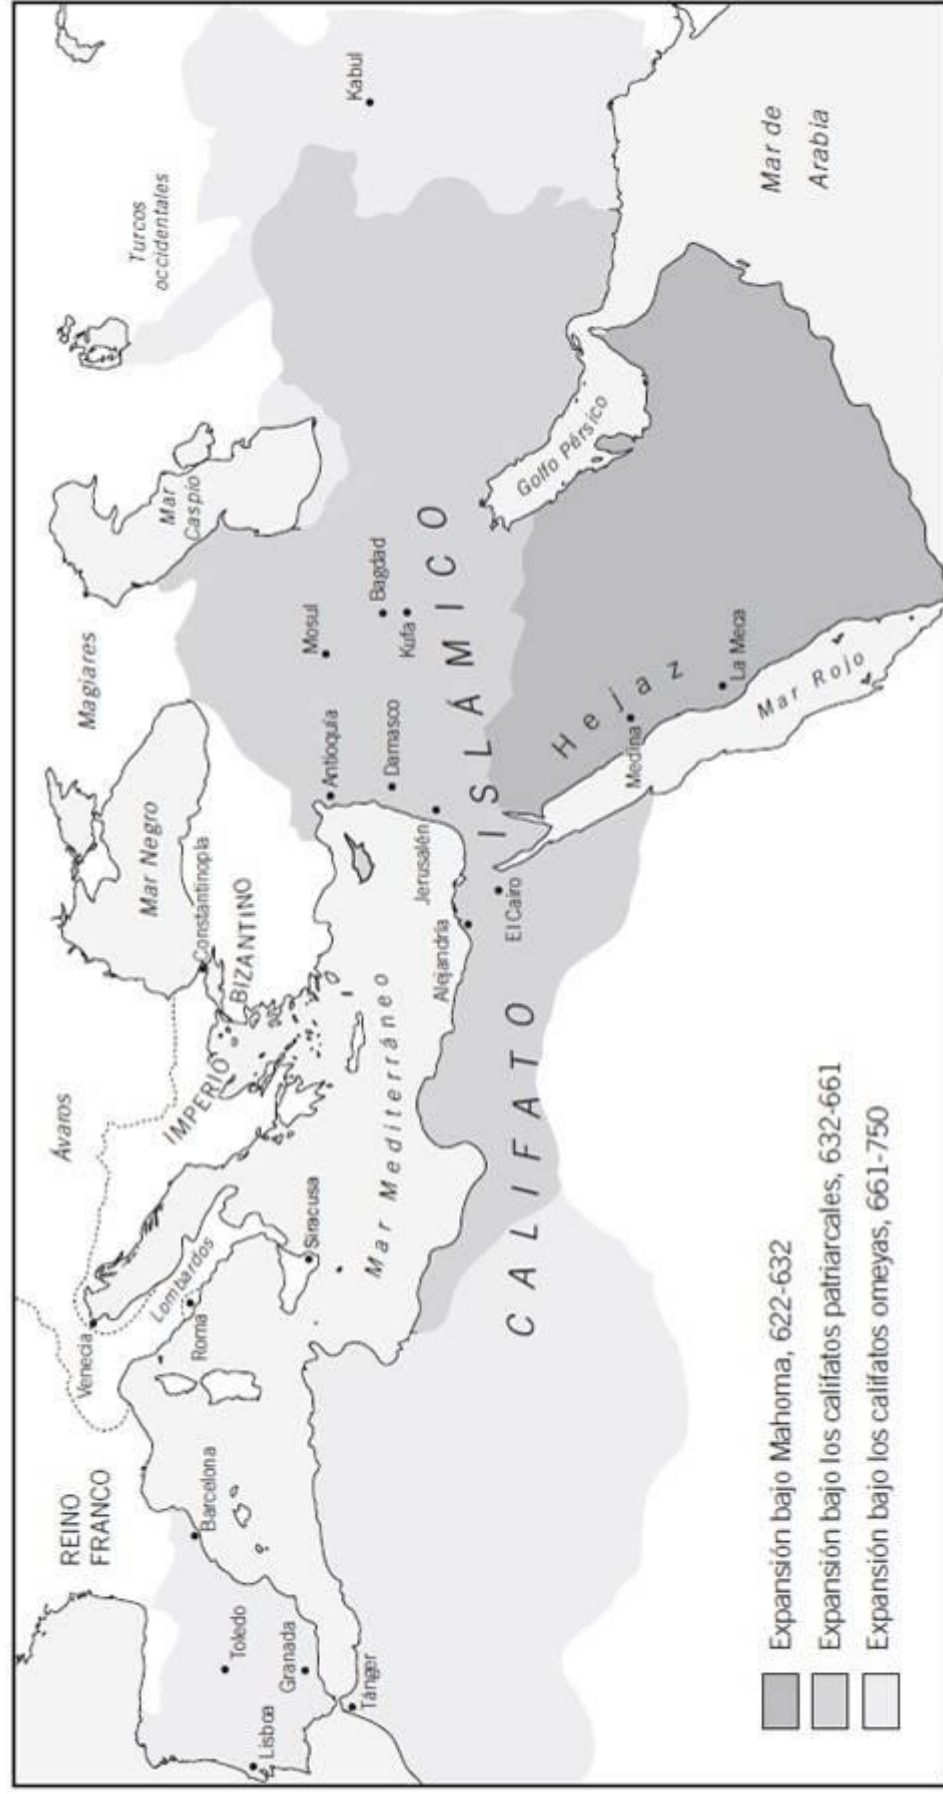 REINO
FRANCO
Ávaros
Magiares
Turcos
occidentales
Venecia
Lombardos
Roma
Barcelona
Toledo
Lisboa
Granada
Tánger
Siracusa
IMPERIO
BIZANTINO
Constantinopla
Mar Negro
Mar
Caspio
Mar Mediterráneo
Antioquía
Mosul
Damasco
Bagdad
Kufa
Jerusalén
Alejandría
El Cairo
Kabul
CALIFATO ISLÁMICO
Golfo Pérsico
Hejaz
Medina
La Meca
Mar Rojo
Mar de
Arabia
Expansión bajo Mahoma, 622-632
Expansión bajo los califatos patriarcales, 632-661
Expansión bajo los califatos omeyas, 661-750